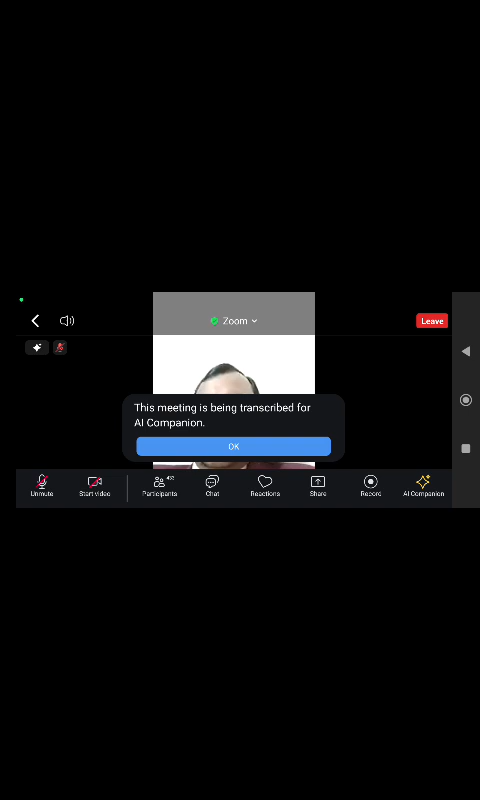 Zoom
Leave
This meeting is being transcribed for
AI Companion.
OK
Unmute
Start video
Participants
Chat
Reactions
Share
Record
AI Companion